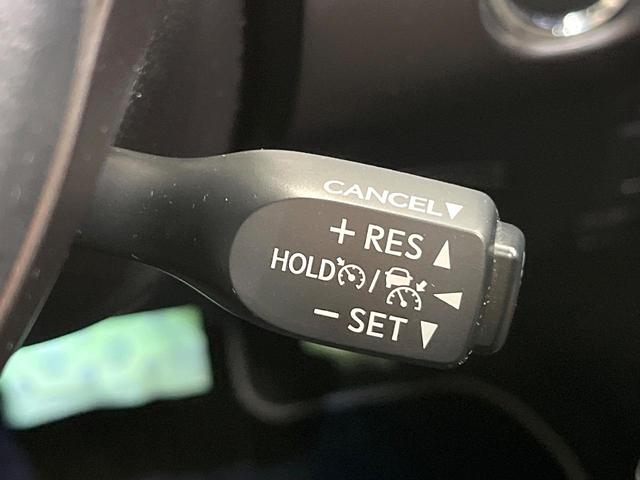 CANCEL▼
+ RES ▲
HOLD / ◀
− SET ▼